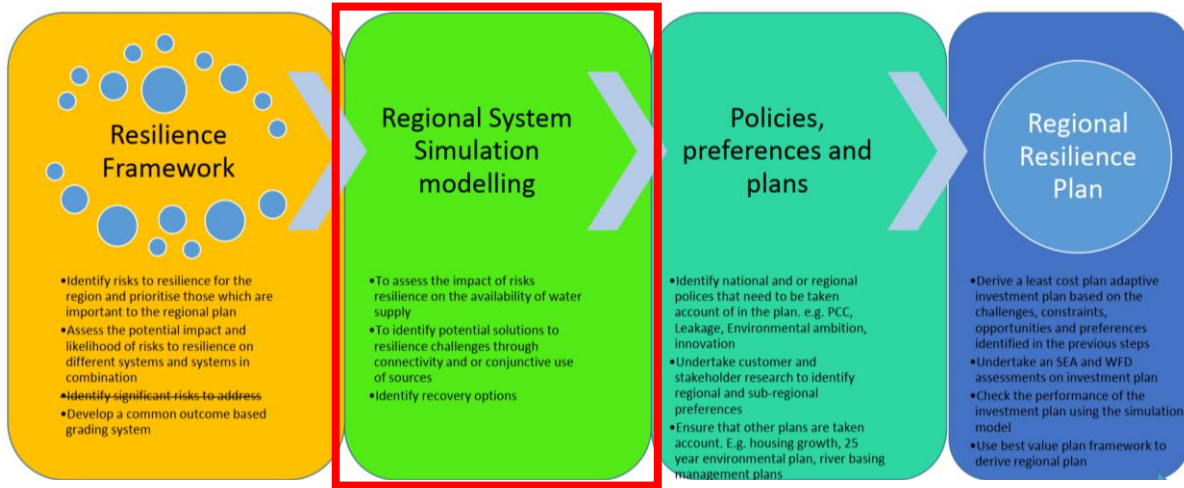 Resilience
Framework
•Identify risks to resilience for the
region and prioritise those which are
important to the regional plan
•Assess the potential impact and
likelihood of risks to resilience on
different systems and systems in
combination
•Identify significant risks to address
•Develop a common outcome based
grading system
Regional System
Simulation
modelling
•To assess the impact of risks
resilience on the availability of water
supply
•To identify potential solutions to
resilience challenges through
connectivity and or conjunctive use
of sources
•Identify recovery options
Policies,
preferences and
plans
•Identify national and or regional
polices that need to be taken
account of in the plan. e.g. PCC,
Leakage, Environmental ambition,
innovation
•Undertake customer and
stakeholder research to identify
regional and sub-regional
preferences
•Ensure that other plans are taken
account. E.g. housing growth, 25
year environmental plan, river basing
management plans
Regional
Resilience
Plan
•Derive a least cost plan adaptive
investment plan based on the
challenges, constraints,
opportunities and preferences
identified in the previous steps
•Undertake an SEA and WFD
assessments on investment plan
•Check the performance of the
investment plan using the simulation
model
•Use best value plan framework to
derive regional plan